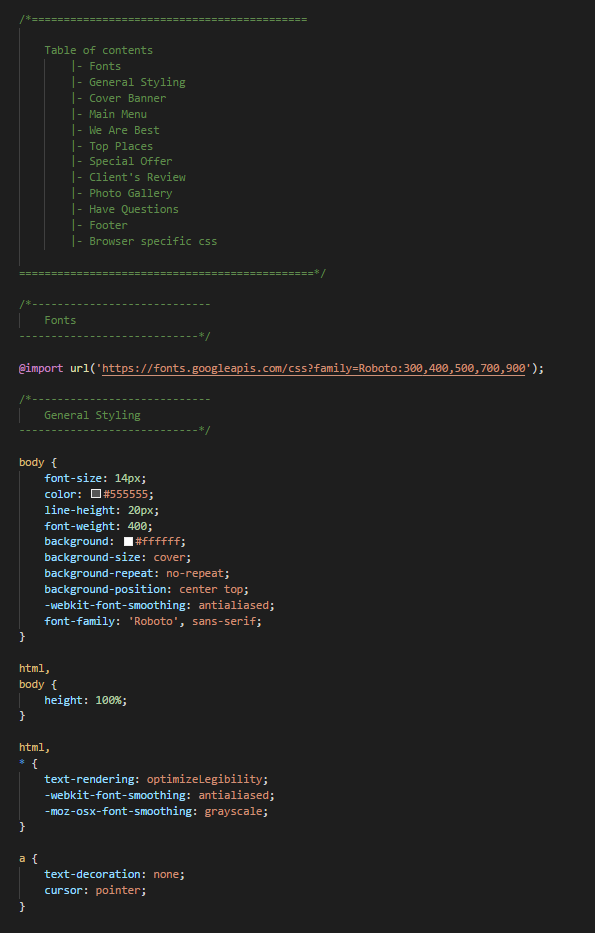 /*===========================================
Table of contents
|- Fonts
|- General Styling
|- Cover Banner
|- Main Menu
|- We Are Best
|- Top Places
|- Special Offer
|- Client's Review
|- Photo Gallery
|- Have Questions
|- Footer
|- Browser specific css
==============================================*/
/*----------------------------
Fonts
----------------------------*/
@import url('https://fonts.googleapis.com/css?family=Roboto:300,400,500,700,900');
/*----------------------------
General Styling
----------------------------*/
body {
font-size: 14px;
color: #555555;
line-height: 20px;
font-weight: 400;
background: #ffffff;
background-size: cover;
background-repeat: no-repeat;
background-position: center top;
-webkit-font-smoothing: antialiased;
font-family: 'Roboto', sans-serif;
}
html,
body {
height: 100%;
}
html,
* {
text-rendering: optimizeLegibility;
-webkit-font-smoothing: antialiased;
-moz-osx-font-smoothing: grayscale;
}
a {
text-decoration: none;
cursor: pointer;
}